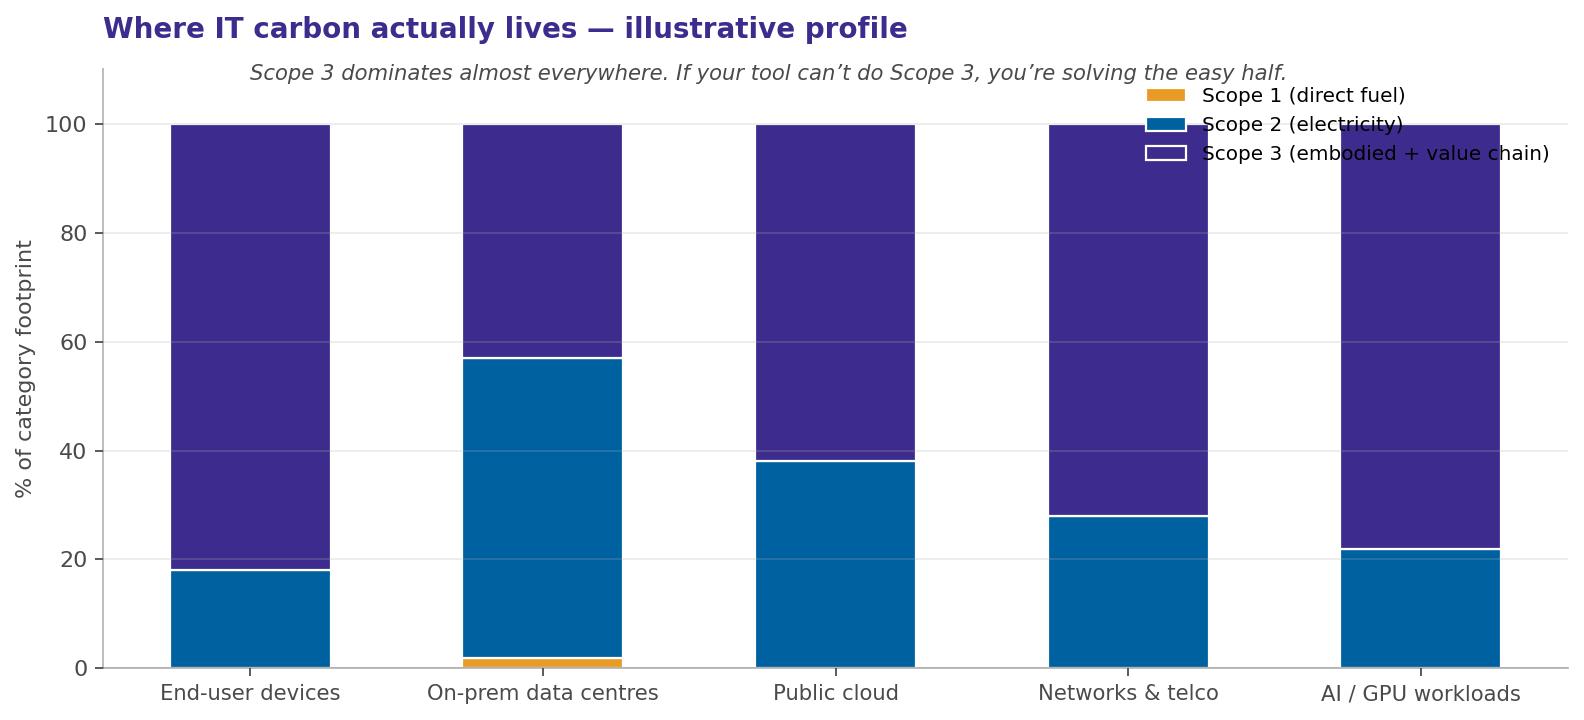 Where IT carbon actually lives — illustrative profile
Scope 3 dominates almost everywhere. If your tool can’t do Scope 3, you’re solving the easy half.
Scope 1 (direct fuel)
Scope 2 (electricity)
Scope 3 (embodied + value chain)
% of category footprint
100
80
60
40
20
0
End-user devices
On-prem data centres
Public cloud
Networks & telco
AI / GPU workloads